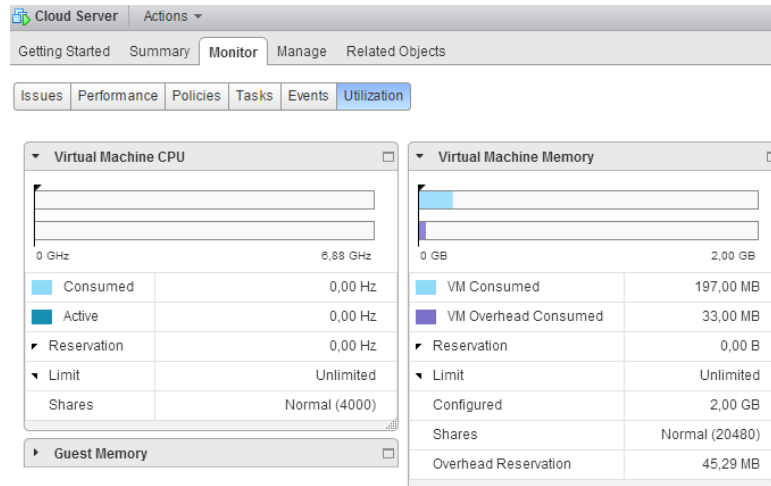 Cloud Server Actions
Getting Started Summary Monitor Manage Related Objects
Issues Performance Policies Tasks Events Utilization
Virtual Machine CPU
0 GHz 6,88 GHz
Consumed 0,00 Hz
Active 0,00 Hz
Reservation 0,00 Hz
Limit Unlimited
Shares Normal (4000)
Guest Memory
Virtual Machine Memory
0 GB 2,00 GB
VM Consumed 197,00 MB
VM Overhead Consumed 33,00 MB
Reservation 0,00 B
Limit Unlimited
Configured 2,00 GB
Shares Normal (20480)
Overhead Reservation 45,29 MB